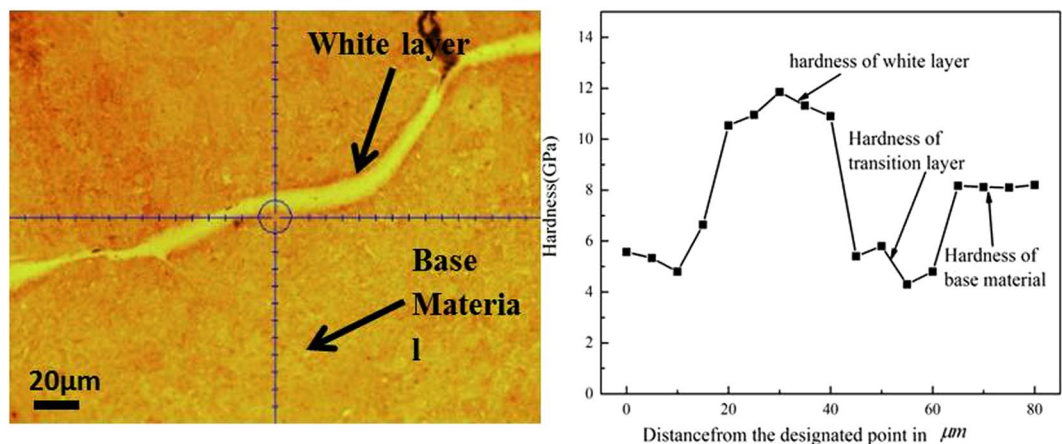 White layer
Base
Materia
l
20µm
14
12
10
8
6
4
2
0
Hardness(GPa)
hardness of white layer
Hardness of
transition layer
Hardness of
base material
0 20 40 60 80
Distancefrom the designated point in µm